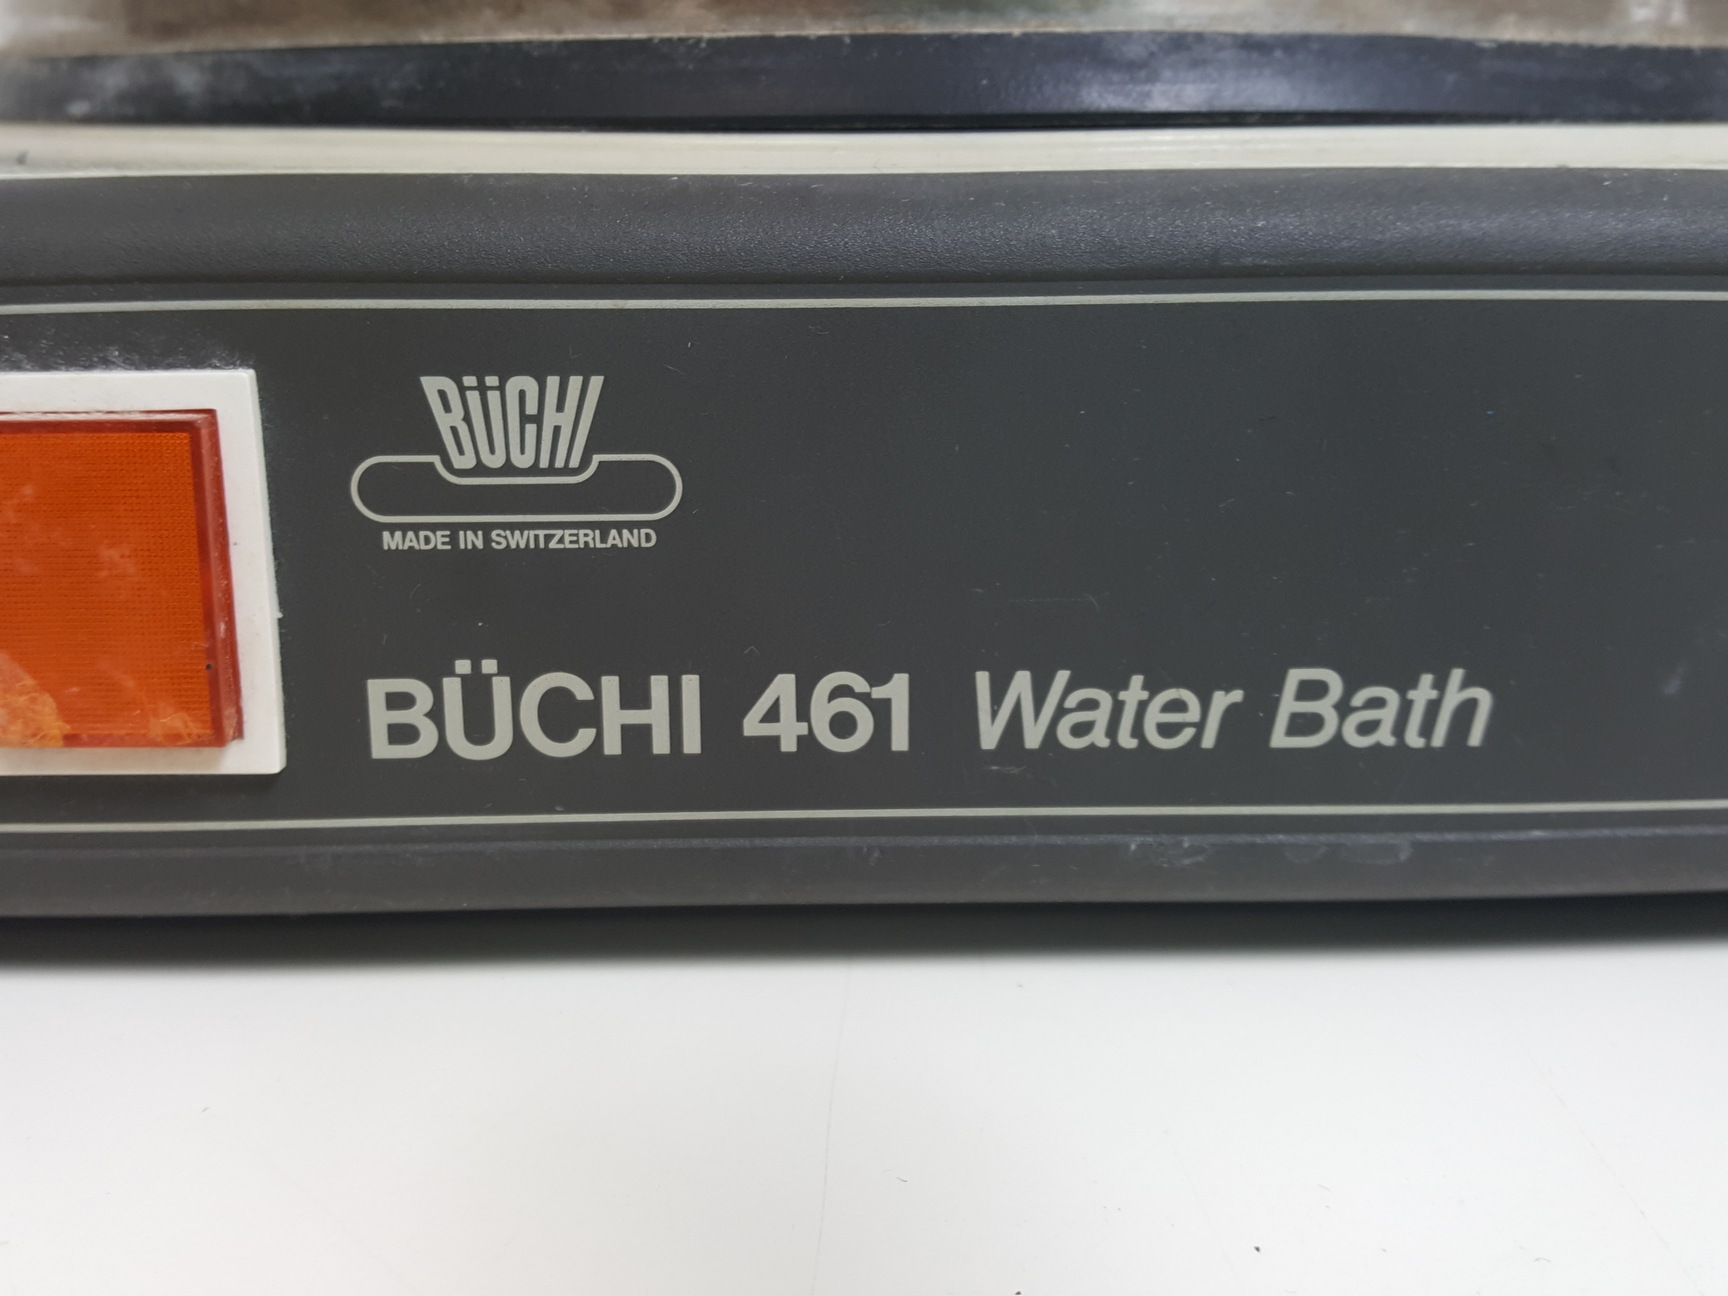 BÜCHI
MADE IN SWITZERLAND
BÜCHI 461 Water Bath